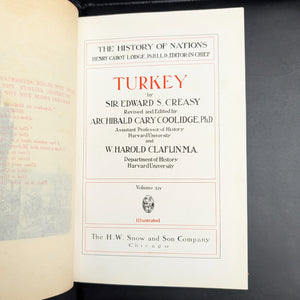 THE HISTORY OF NATIONS
HENRY CABOT LODGE, Ph.D., L.L.D., EDITOR-IN-CHIEF
TURKEY
by
SIR EDWARD S. CREASY
Revised and Edited by
ARCHIBALD CARY COOLIDGE, PhD
Assistant Professor of History
Harvard University
and
W. HAROLD CLAFLIN M.A.
Department of History
Harvard University
Volume XIV
Illustrated
The H.W. Snow and Son Company
Chicago